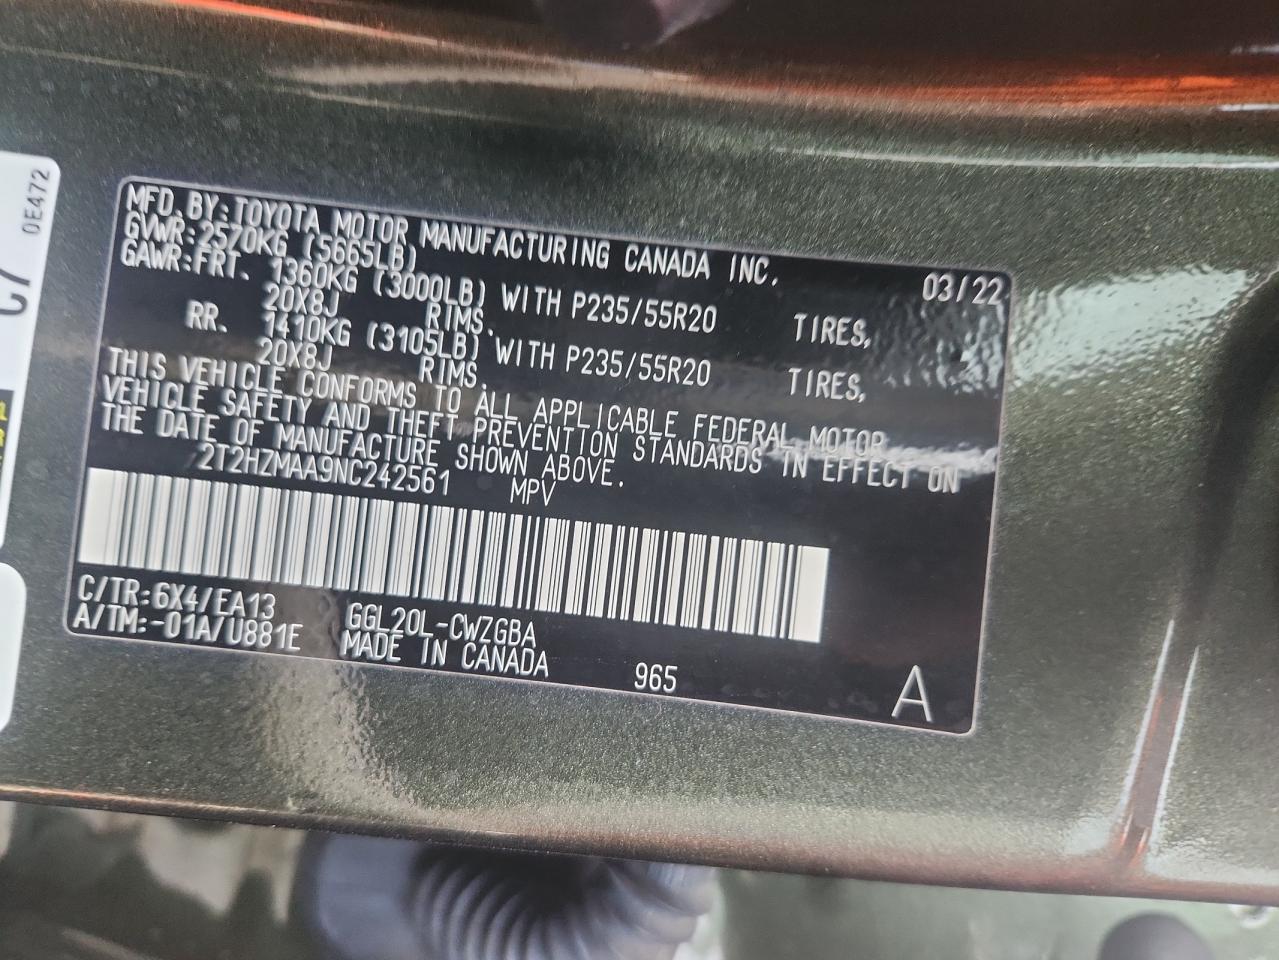 MFD. BY: TOYOTA MOTOR MANUFACTURING CANADA INC. 03/22
GVWR: 2570KG (5665LB)
GAWR: FRT. 1360KG (3000LB) WITH P235/55R20 TIRES,
20X8J RIMS.
RR. 1410KG (3105LB) WITH P235/55R20 TIRES,
20X8J RIMS.
THIS VEHICLE CONFORMS TO ALL APPLICABLE FEDERAL MOTOR
VEHICLE SAFETY AND THEFT PREVENTION STANDARDS IN EFFECT ON
THE DATE OF MANUFACTURE SHOWN ABOVE.
2T2HZMAA9NC242561 MPV
C/TR: 6X4/EA13 GGL20L-CWZGBA
A/TM: -01A/U881E MADE IN CANADA 965 A
0E472